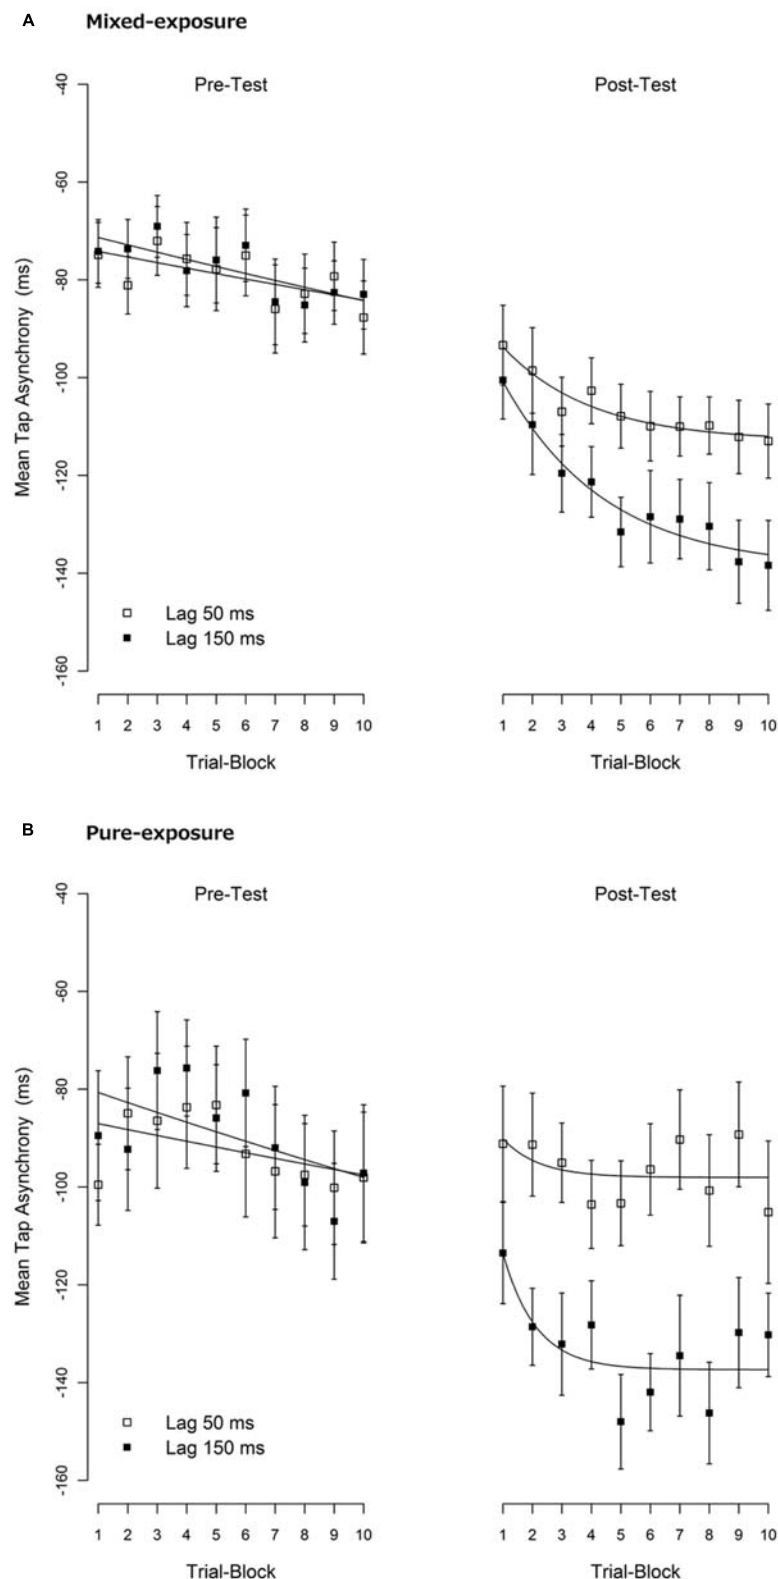 A Mixed-exposure
Pre-Test Post-Test
Mean Tap Asynchrony (ms)
-40
-60
-80
-100
-120
-140
-160
Lag 50 ms
Lag 150 ms
1 2 3 4 5 6 7 8 9 10 1 2 3 4 5 6 7 8 9 10
Trial-Block Trial-Block
B Pure-exposure
Pre-Test Post-Test
Mean Tap Asynchrony (ms)
-40
-60
-80
-100
-120
-140
-160
Lag 50 ms
Lag 150 ms
1 2 3 4 5 6 7 8 9 10 1 2 3 4 5 6 7 8 9 10
Trial-Block Trial-Block